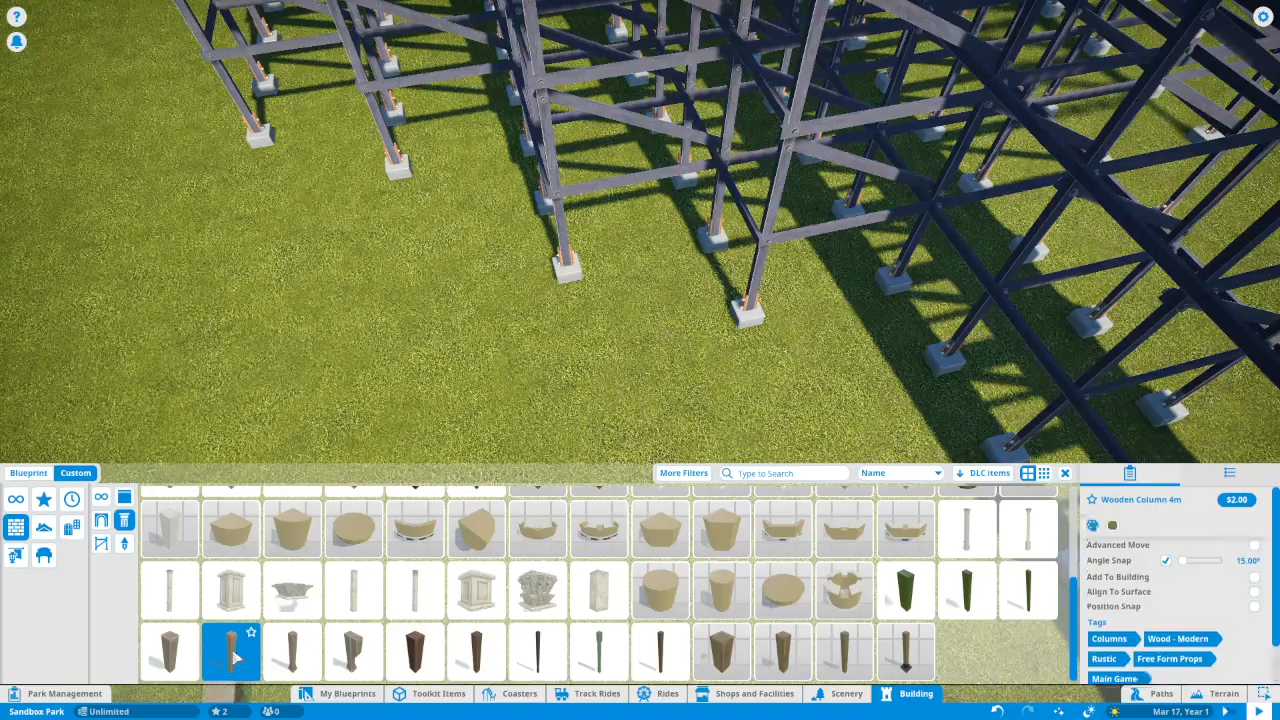 ?
Blueprint Custom More Filters Type to Search Name DLC items
Wooden Column 4m $2.00
Advanced Move
Angle Snap 15.00°
Add To Building
Align To Surface
Position Snap
Tags
Columns Wood - Modern
Rustic Free Form Props
Main Game
Park Management My Blueprints Toolkit Items Coasters Track Rides Rides Shops and Facilities Scenery Building Paths Terrain
Sandbox Park Unlimited 2 0 Mar 17, Year 1